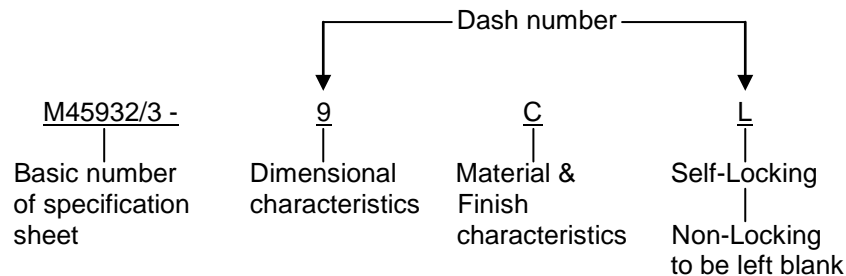 Dash number
M45932/3 - 9 C L
Basic number
of specification
sheet
Dimensional
characteristics
Material &
Finish
characteristics
Self-Locking
Non-Locking
to be left blank